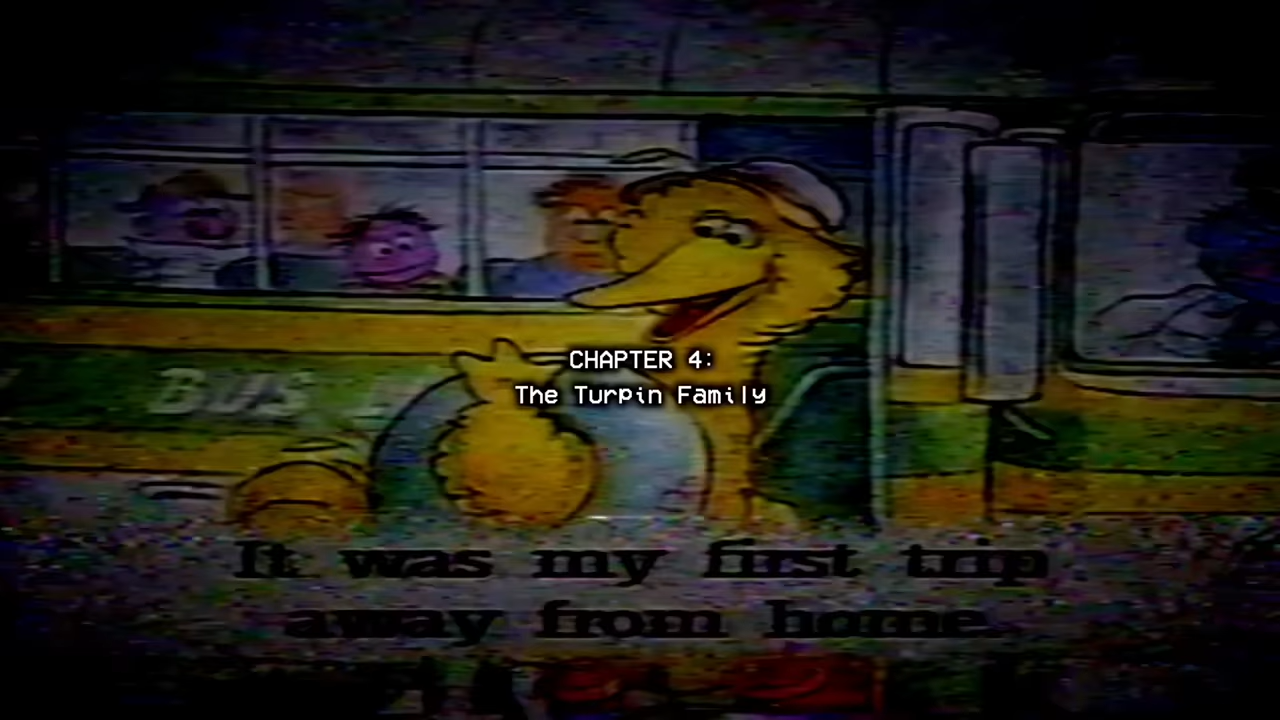 BUS
CHAPTER 4:
The Turpin Family
It was my first trip
away from home.